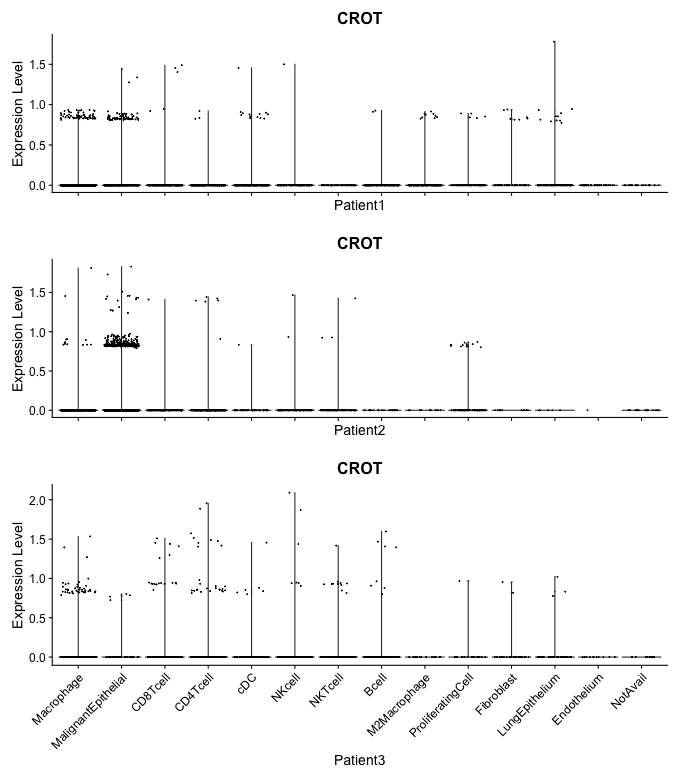 CROT
Expression Level
1.5
1.0
0.5
0.0
Patient1
CROT
Expression Level
1.5
1.0
0.5
0.0
Patient2
CROT
Expression Level
2.0
1.5
1.0
0.5
0.0
Macrophage
MalignantEpithelial
CD8Tcell
CD4Tcell
cDC
NKcell
NKTcell
Bcell
M2Macrophage
ProliferatingCell
Fibroblast
LungEpithelium
Endothelium
NotAvail
Patient3